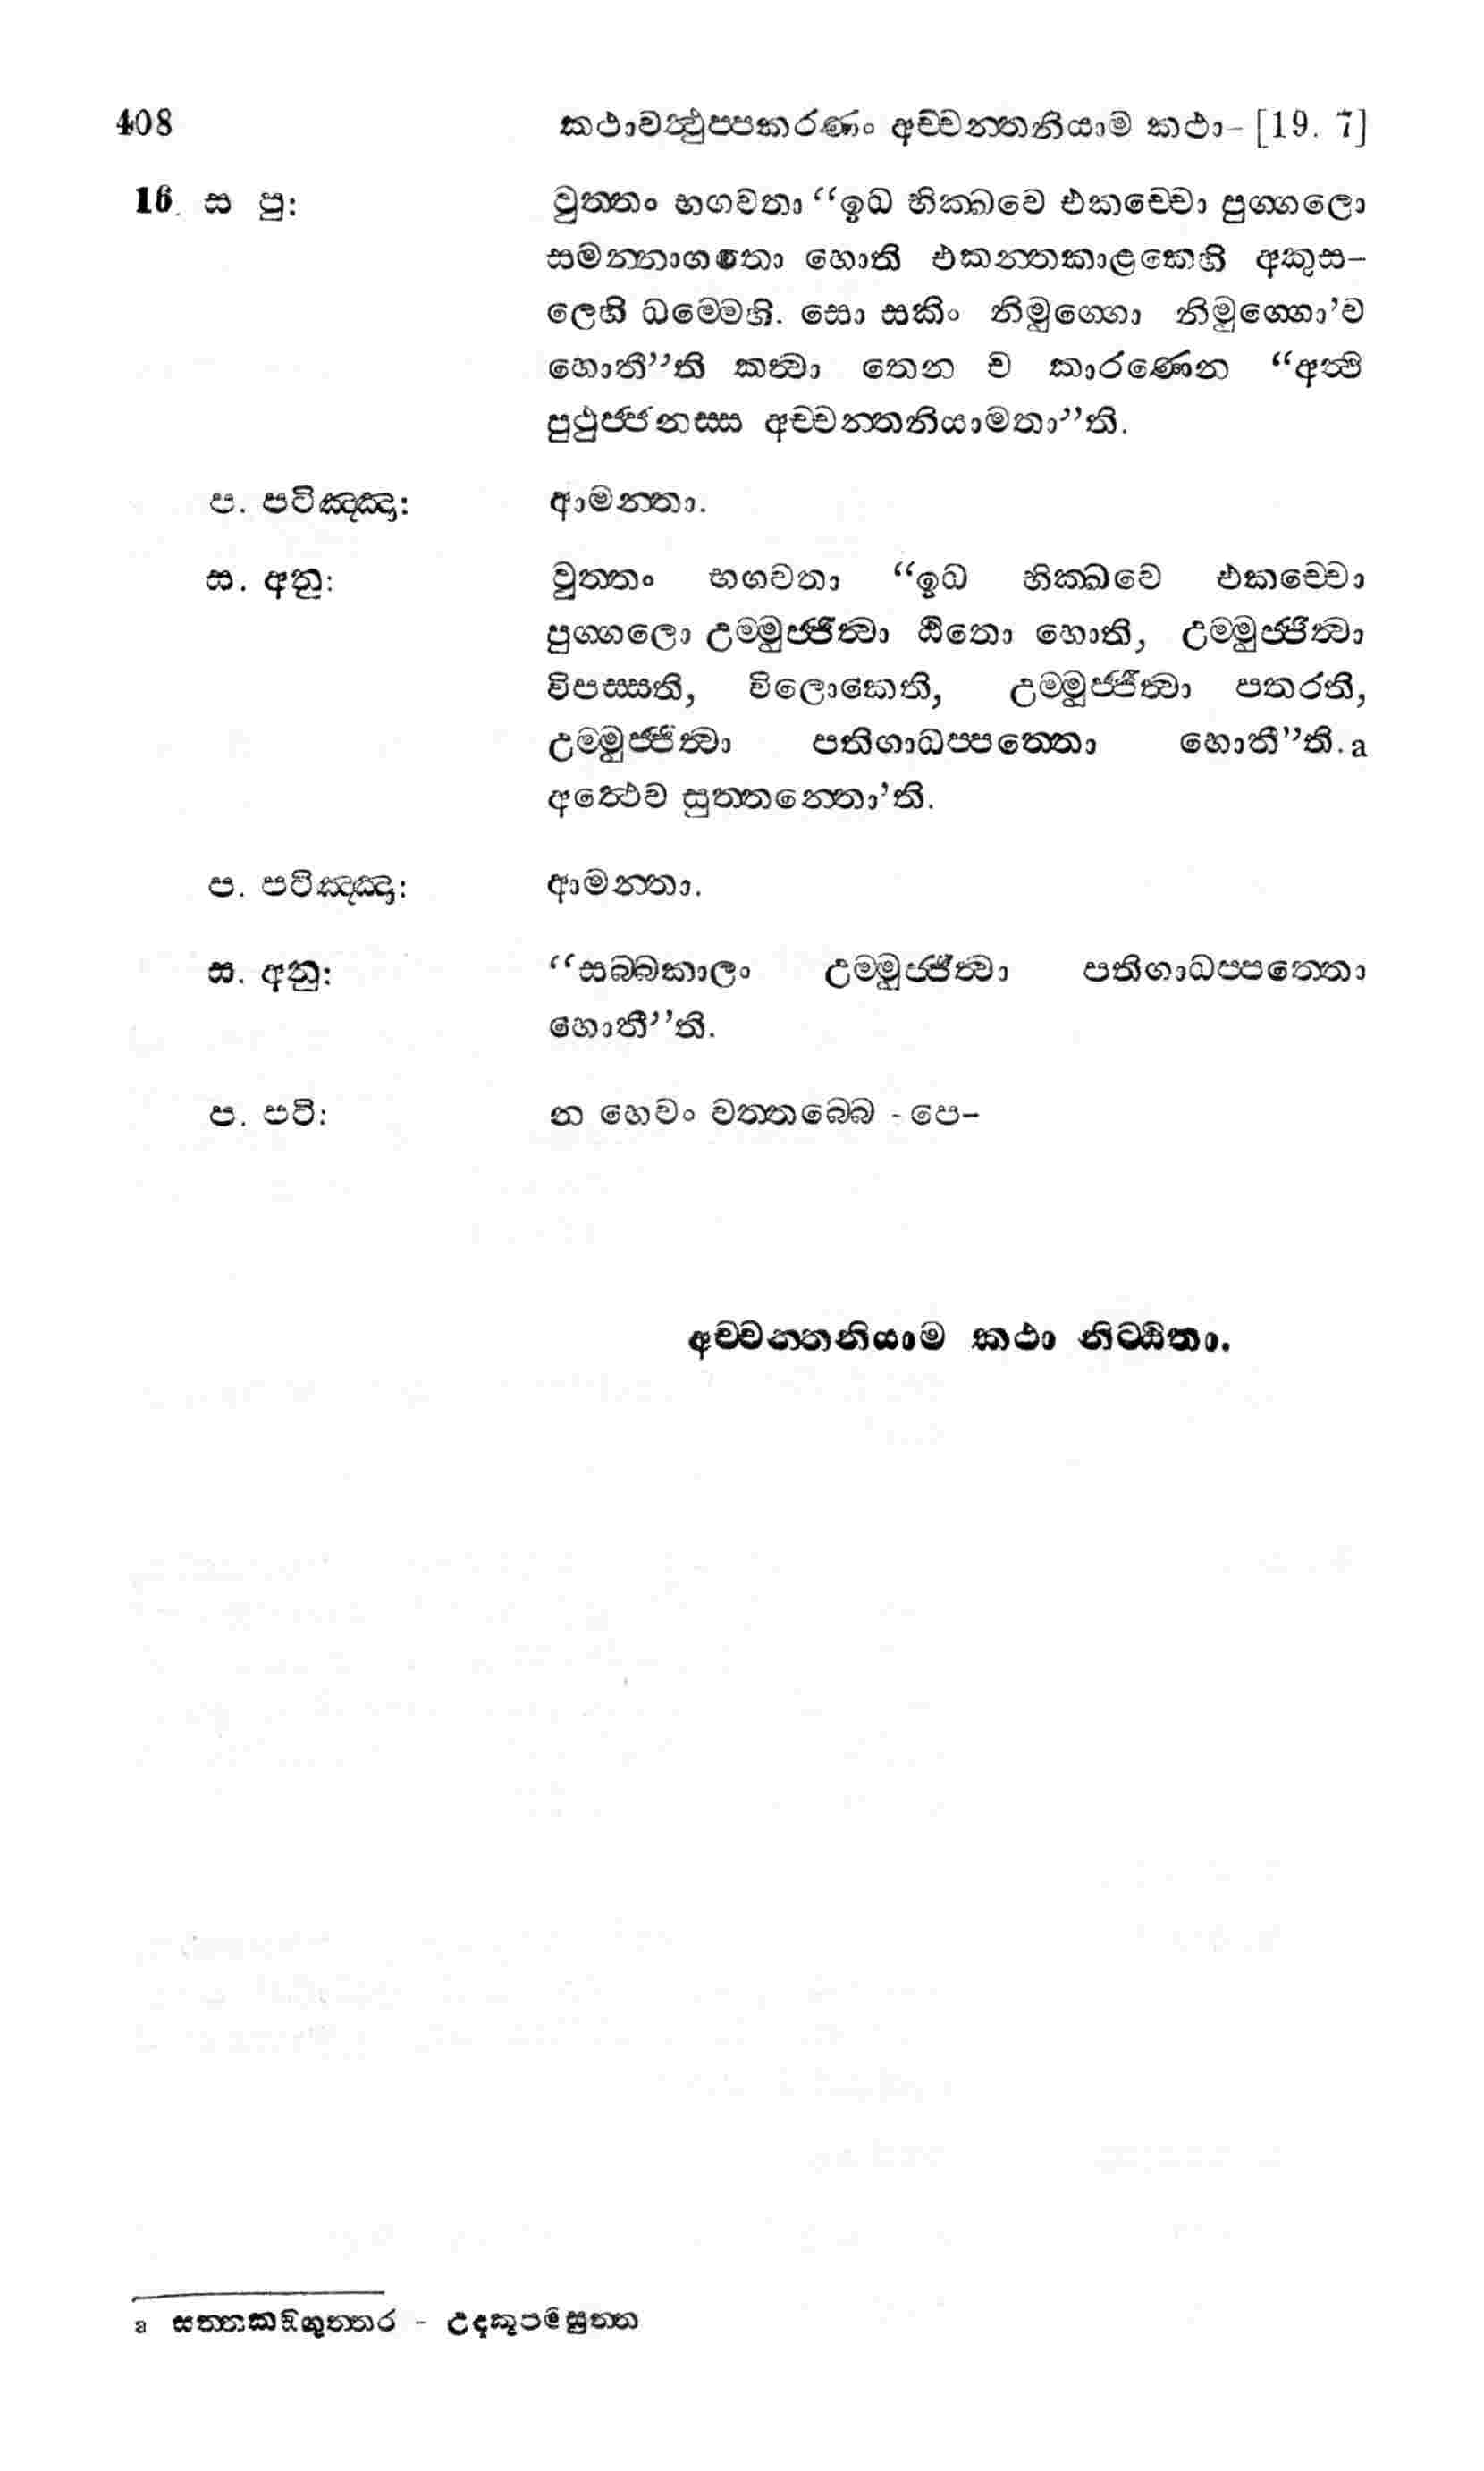 408 කථාවත්‍ථුප්පකරණං අච්චන්තනියාම කථා- [19. 7]
16. ස පු: වුත්තං භගවතා “ඉධ භික්ඛවෙ එකච්චො පුග්ගලො
සමන්නාගතො හොති එකන්තකාළකෙහි අකුස-
ලෙහි ධම්මෙහි. සො සකිං නිමුග්ගො නිමුග්ගො’ව
හොතී”ති කත්‍වා තෙන ච කාරණෙන “අත්‍ථි
පුථුජ්ජනස්ස අච්චන්තනියාමතා”ති.
ප. පටිඤ්ඤා: ආමන්තා.
ස. අනු: වුත්තං භගවතා “ඉධ භික්ඛවෙ එකච්චො
පුග්ගලො උම්මුජ්ජිත්‍වා ඨිතො හොති, උම්මුජ්ජිත්‍වා
විපස්සති, විලොකෙති, උම්මුජ්ජිත්‍වා පතරති,
උම්මුජ්ජිත්‍වා පතිගාධප්පත්තො හොතී”ති.a
අත්‍ථෙව සුත්තන්තො’ති.
ප. පටිඤ්ඤා: ආමන්තා.
ස. අනු: “සබ්බකාලං උම්මුජ්ජිත්‍වා පතිගාධප්පත්තො
හොතී”ති.
ප. පටි: න හෙවං වත්තබ්බෙ - පෙ-
අච්චන්තනියාම කථා නිට්ඨිතා.
a සත්තකඞ්ගුත්තර - උදකූපමසුත්ත